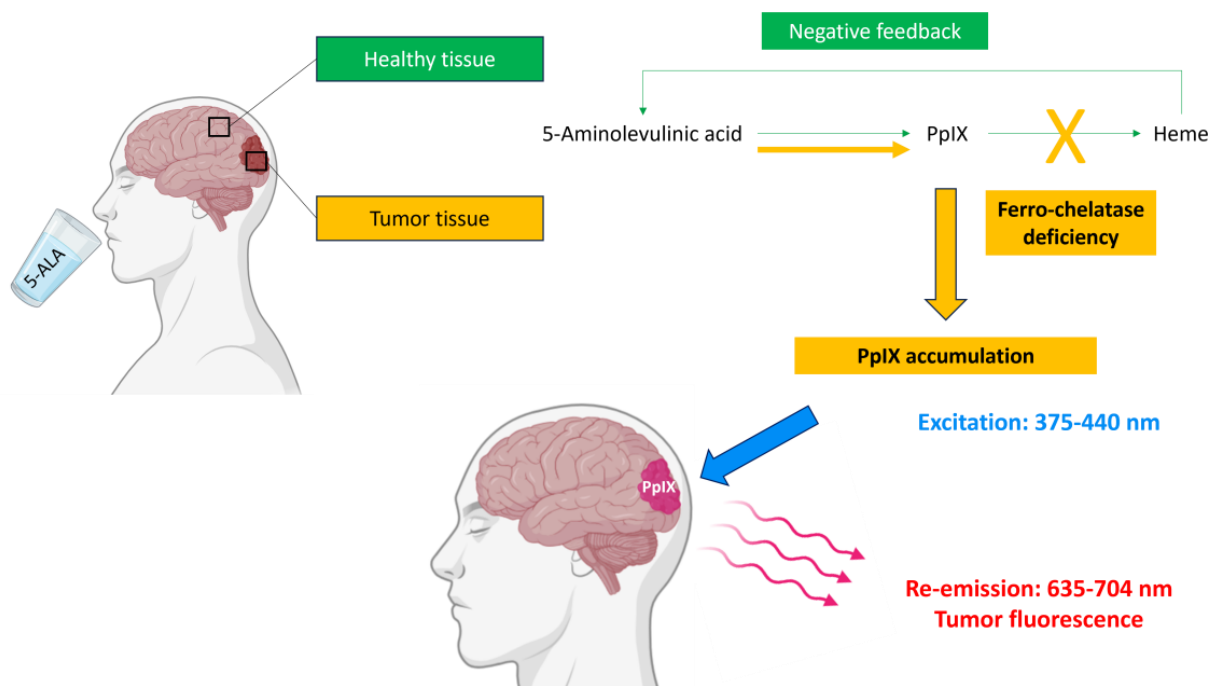 Negative feedback
Healthy tissue
5-Aminolevulinic acid
PpIX
Heme
X
Tumor tissue
Ferro-chelatase
deficiency
5-ALA
PpIX accumulation
Excitation: 375-440 nm
PpIX
Re-emission: 635-704 nm
Tumor fluorescence